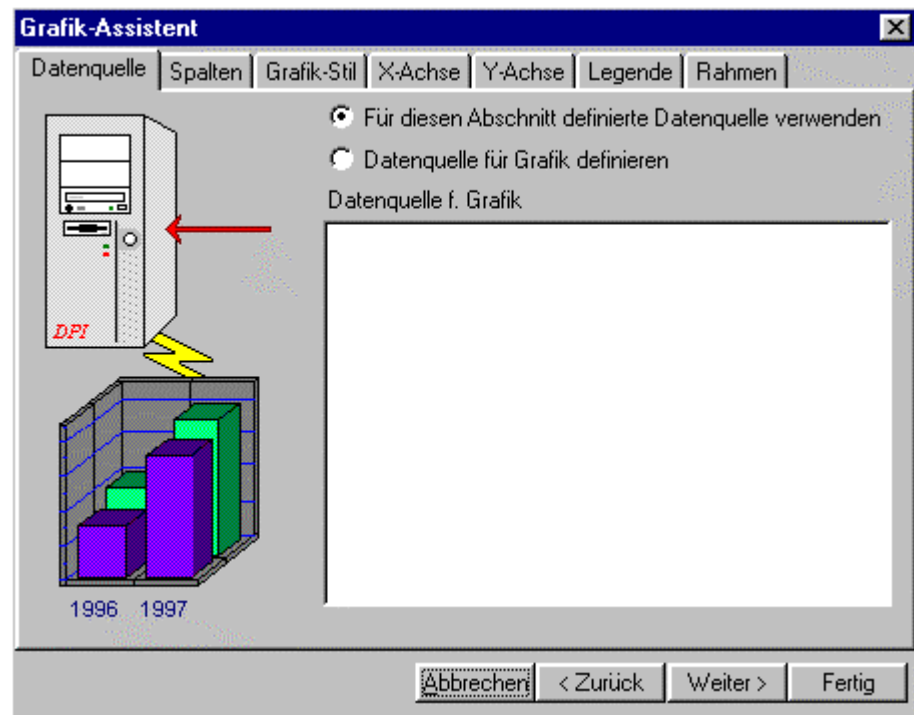 Grafik-Assistent
Datenquelle Spalten Grafik-Stil X-Achse Y-Achse Legende Rahmen
Für diesen Abschnitt definierte Datenquelle verwenden
Datenquelle für Grafik definieren
Datenquelle f. Grafik
DPI
1996 1997
Abbrechen < Zurück Weiter > Fertig